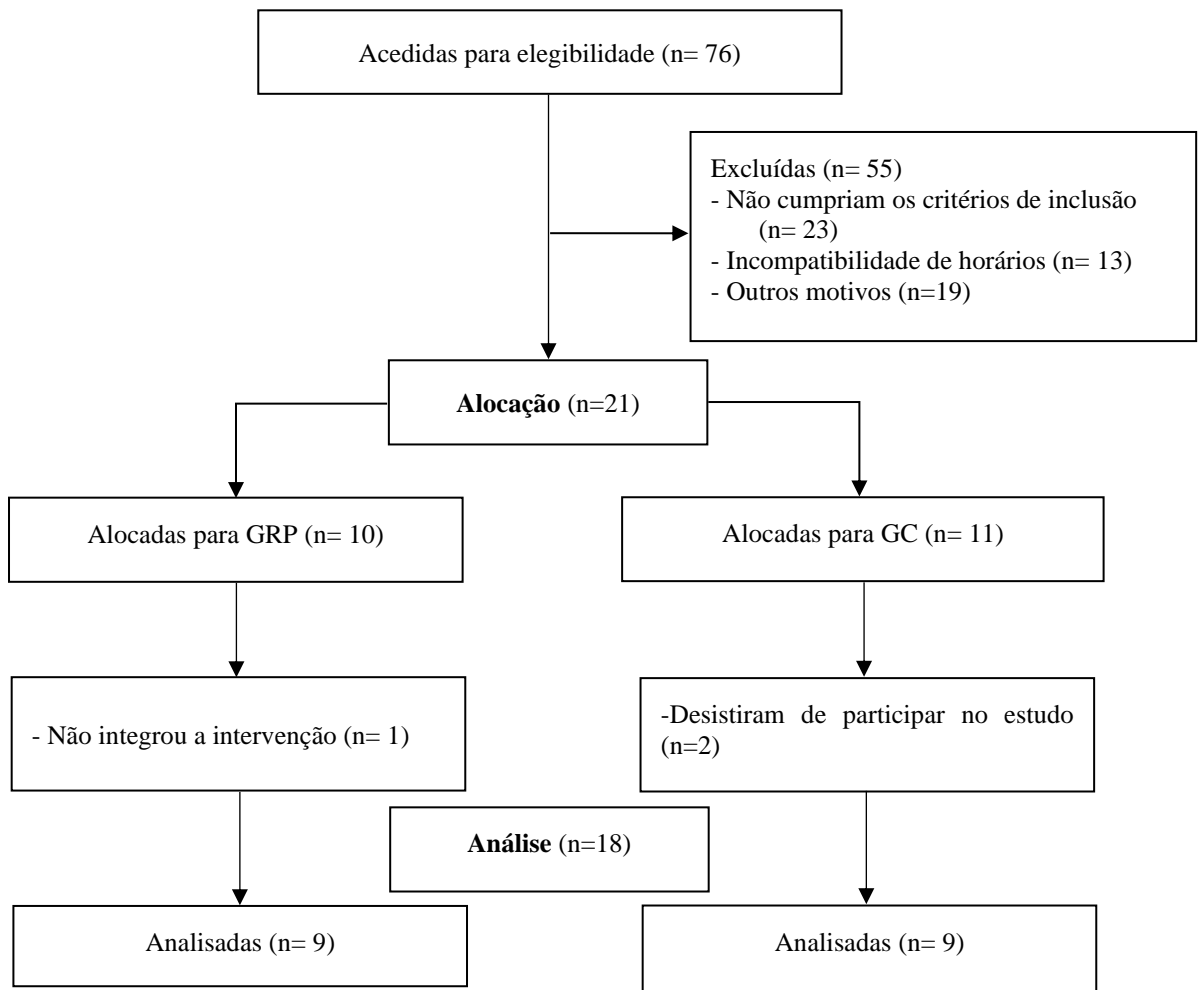 Acedidas para elegibilidade (n= 76)
Excluídas (n= 55)
- Não cumpriam os critérios de inclusão
(n= 23)
- Incompatibilidade de horários (n= 13)
- Outros motivos (n=19)
Alocação (n=21)
Alocadas para GRP (n= 10)
Alocadas para GC (n= 11)
- Não integrou a intervenção (n= 1)
-Desistiram de participar no estudo
(n=2)
Análise (n=18)
Analisadas (n= 9)
Analisadas (n= 9)